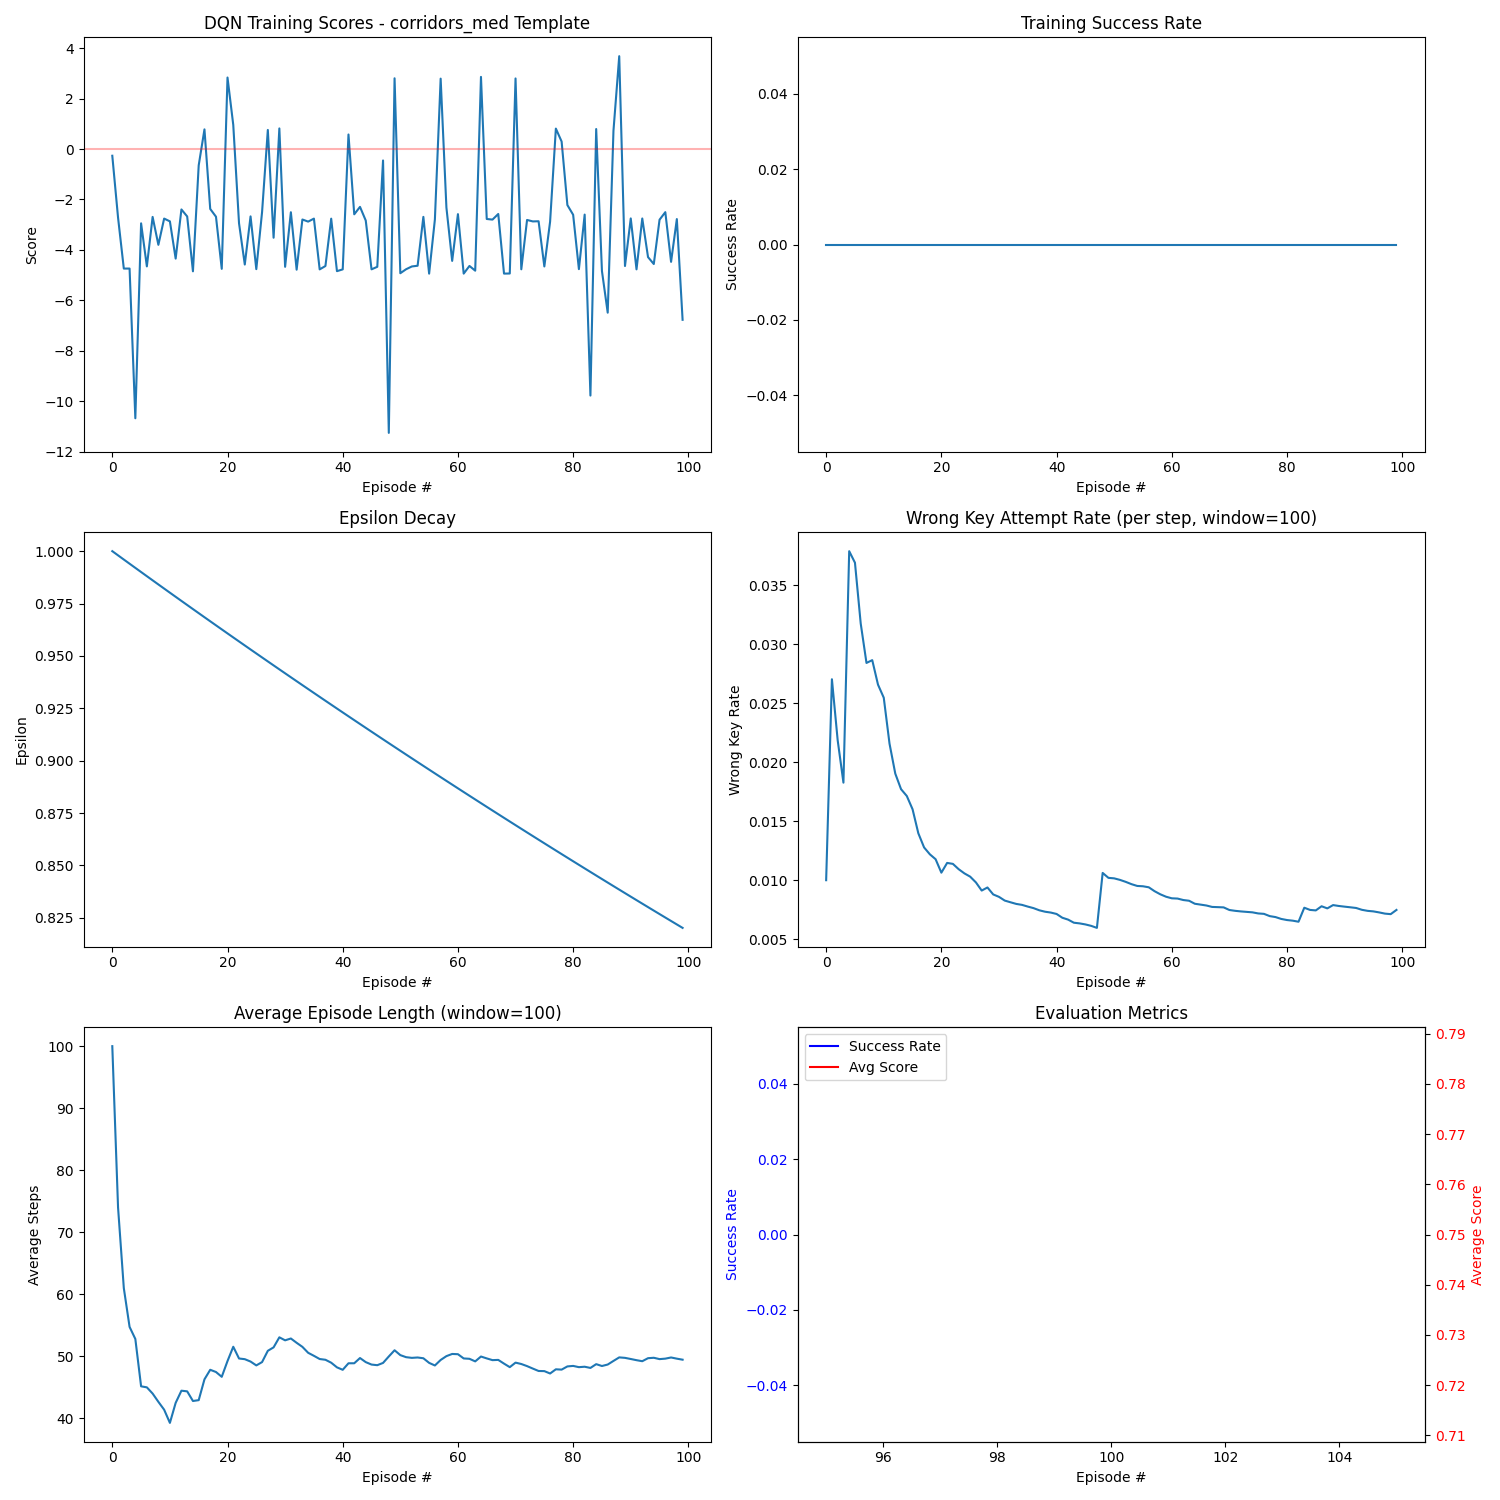 DQN Training Scores - corridors_med Template
4
2
0
−2
−4
−6
−8
−10
−12
Score
0 20 40 60 80 100
Episode #
Training Success Rate
0.04
0.02
0.00
−0.02
−0.04
Success Rate
0 20 40 60 80 100
Episode #
Epsilon Decay
1.000
0.975
0.950
0.925
0.900
0.875
0.850
0.825
Epsilon
0 20 40 60 80 100
Episode #
Wrong Key Attempt Rate (per step, window=100)
0.035
0.030
0.025
0.020
0.015
0.010
0.005
Wrong Key Rate
0 20 40 60 80 100
Episode #
Average Episode Length (window=100)
100
90
80
70
60
50
40
Average Steps
0 20 40 60 80 100
Episode #
Evaluation Metrics
Success Rate
Avg Score
0.04
0.02
0.00
−0.02
−0.04
Success Rate
0.79
0.78
0.77
0.76
0.75
0.74
0.73
0.72
0.71
Average Score
96 98 100 102 104
Episode #